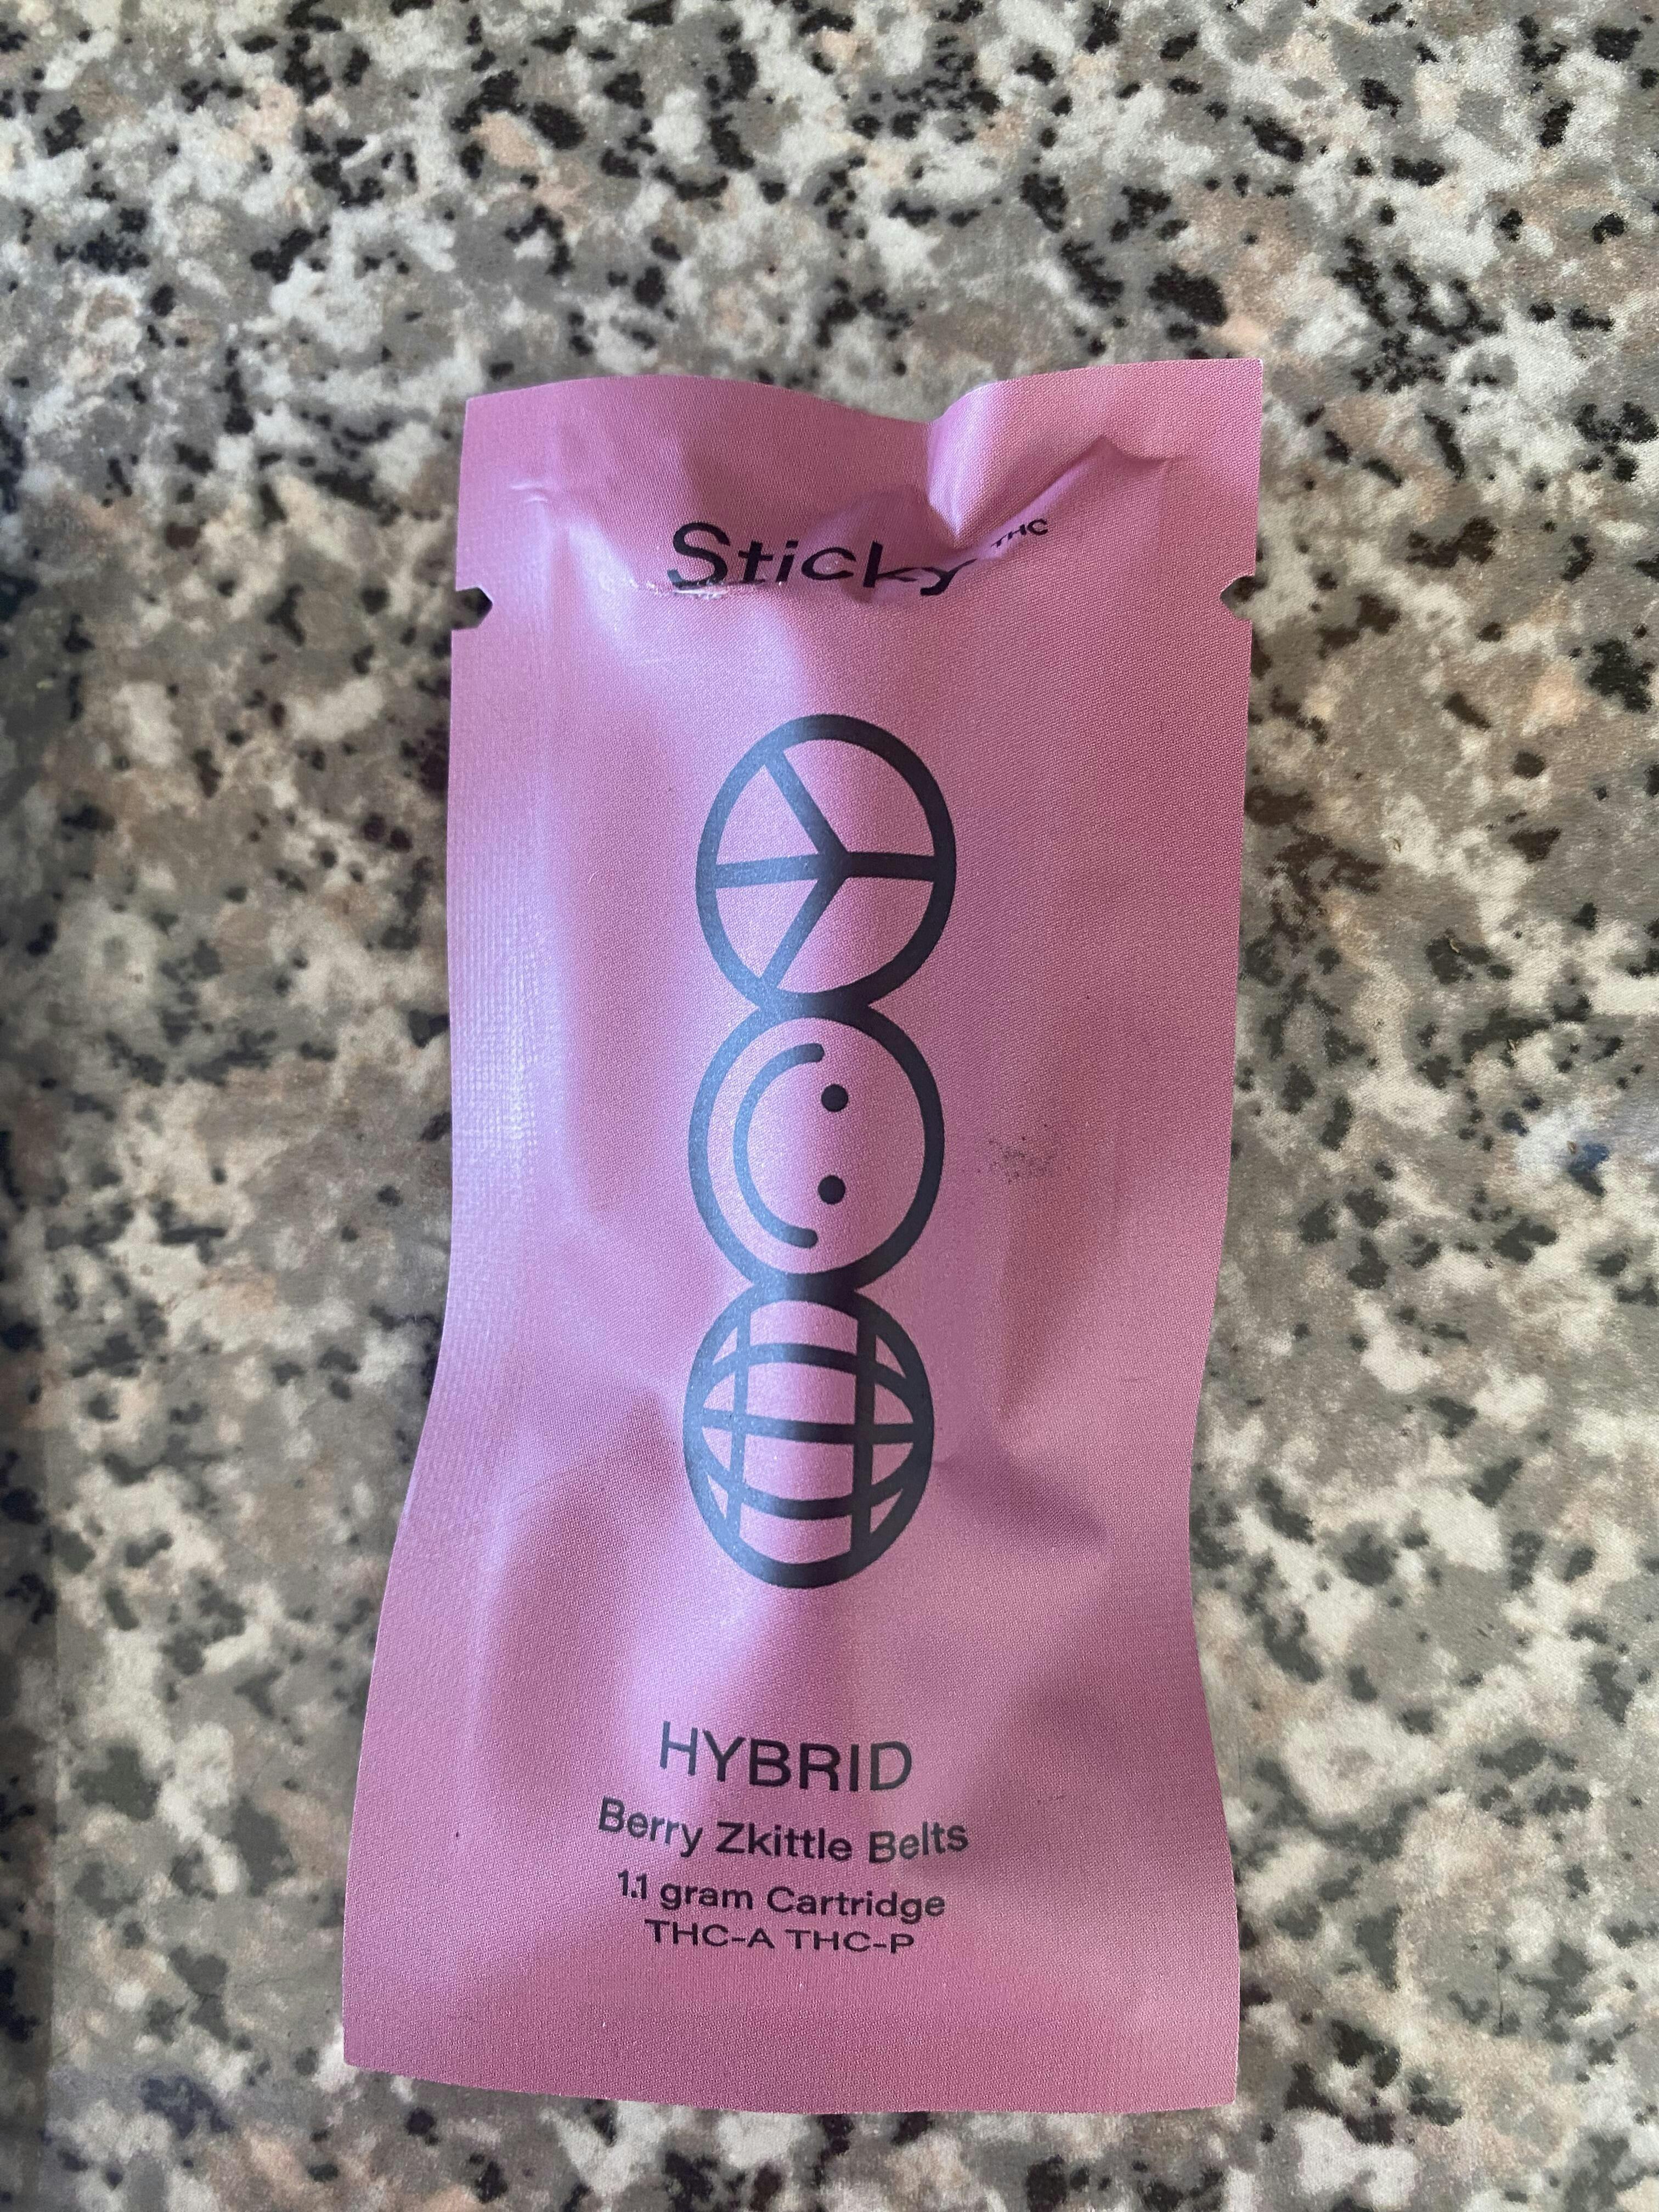 Sticky THC
HYBRID
Berry Zkittle Belts
1.1 gram Cartridge
THC-A THC-P